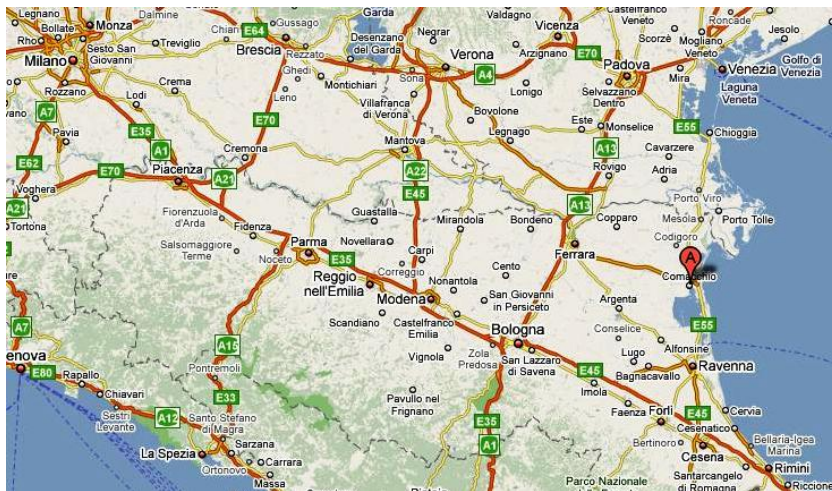 Legnano
Monza
Dalmine
Gussago
Garda
Negrar
Valdagno
Vicenza
Castelfranco
Veneto
Roncade
Bollate
Rho
Sesto San
Giovanni
Treviglio
E64
Brescia
Rezzato
Desenzano
del Garda
Verona
Arzignano
E70
Scorzè
Mogliano
Veneto
Jesolo
Milano
Ghedi
Sona
A4
Padova
Mira
Venezia
Golfo di
Venezia
Rozzano
Crema
Leno
Montichiari
Villafranca
di Verona
Lonigo
Selvazzano
Dentro
Laguna
Veneta
A7
Lodi
Bovolone
Pavia
E35
E70
Legnago
Este
Monselice
E55
Chioggia
A1
Cremona
Mantova
A13
Cavarzere
E62
E70
Piacenza
A21
A22
Rovigo
Adria
Voghera
E45
Porto Viro
A21
Tortona
Fiorenzuola
d'Arda
Fidenza
Guastalla
Mirandola
Bondeno
A13
Copparo
Mesola
Porto Tolle
Salsomaggiore
Terme
Noceto
Parma
Novellara
Carpi
Codigoro
E35
Correggio
Ferrara
A
Reggio
nell'Emilia
Modena
Nonantola
Cento
Comacchio
San Giovanni
in Persiceto
Argenta
A7
Scandiano
Castelfranco
Emilia
Bologna
Conselice
E55
enova
A15
Vignola
Zola
Predosa
San Lazzaro
di Savena
Lugo
Alfonsine
E80
Rapallo
Pontremoli
E45
Bagnacavallo
Ravenna
Chiavari
E33
Pavullo nel
Frignano
Imola
Sestri
Levante
A12
Santo Stefano
di Magra
E35
Faenza
Forlì
E45
Cervia
Cesenatico
Sarzana
A1
Bertinoro
Bellaria-Igea
Marina
La Spezia
Carrara
Cesena
Ortonovo
Massa
Santarcangelo
di Romagna
Rimini
Parco Nazionale
Riccione